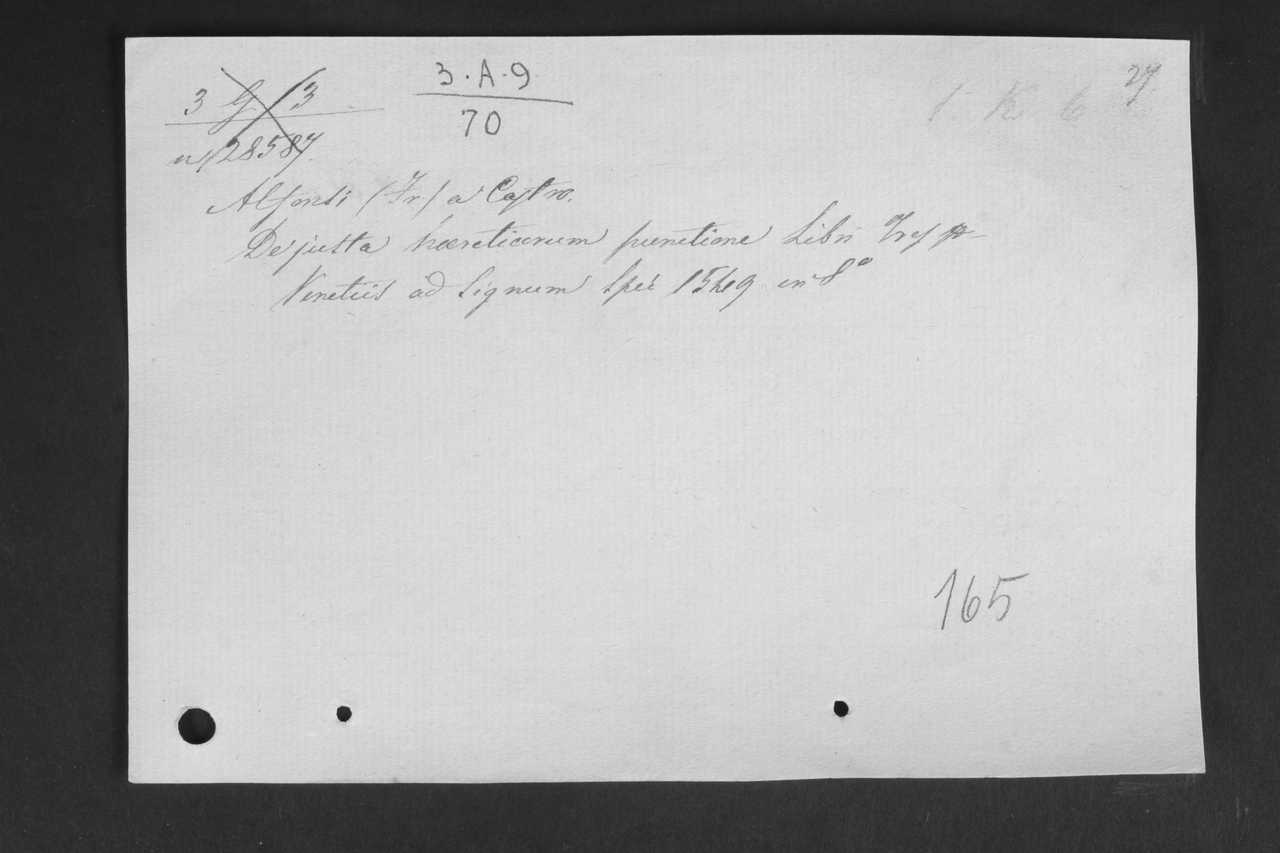 3 G 3
3·A·9
27
1 K 6
n. 28587
70
Alfonsi (Fr.) a Castro.
De justa hæreticorum punitione Libri Tres
Venetiis ad Signum Spei 1549 in 8°
165